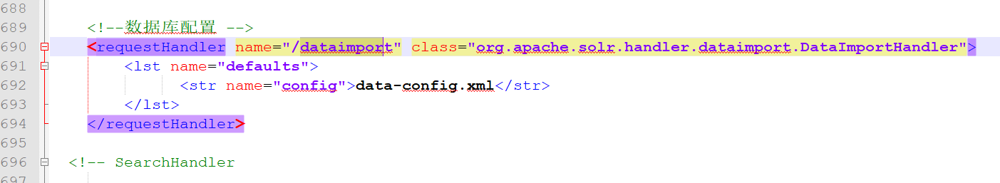 688
689 <!--数据库配置 -->
690 <requestHandler name="/dataimport" class="org.apache.solr.handler.dataimport.DataImportHandler">
691 <lst name="defaults">
692 <str name="config">data-config.xml</str>
693 </lst>
694 </requestHandler>
695
696 <!-- SearchHandler
697